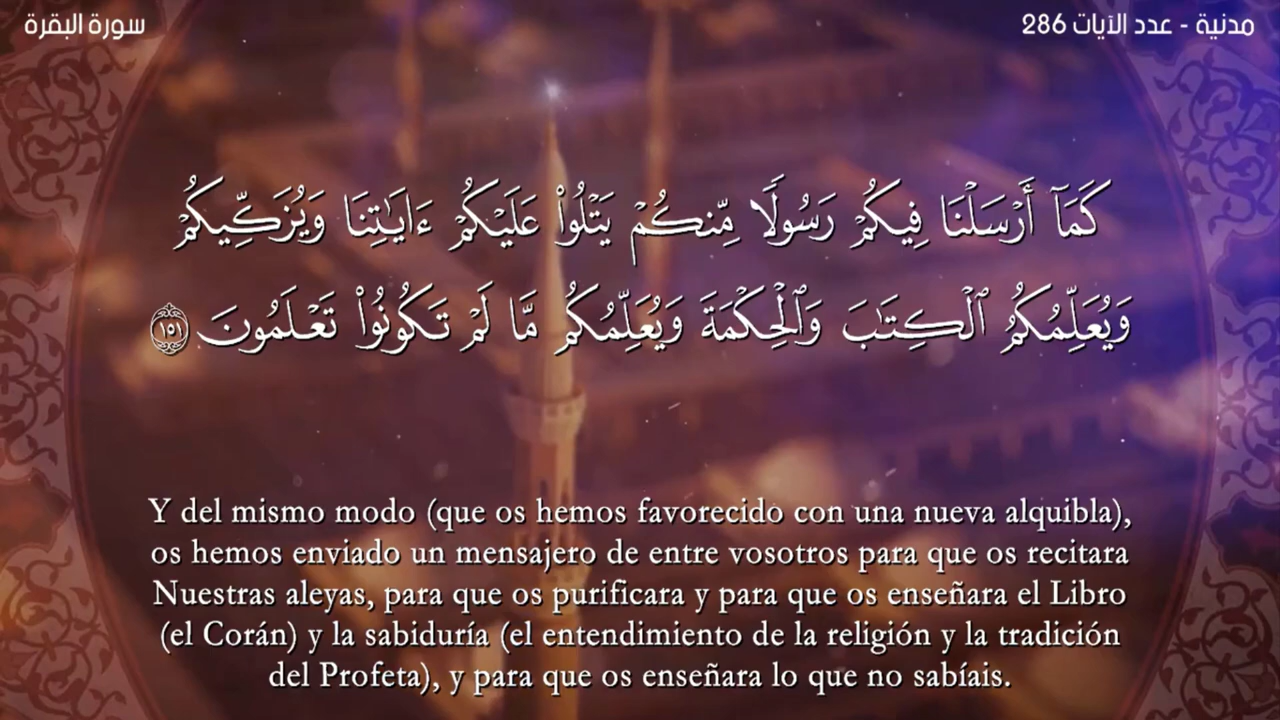 سورة البقرة
مدنية - عدد الآيات 286
كَمَآ أَرْسَلْنَا فِيكُمْ رَسُولًا مِّنكُمْ يَتْلُوا۟ عَلَيْكُمْ ءَايَـٰتِنَا وَيُزَكِّيكُمْ
وَيُعَلِّمُكُمُ ٱلْكِتَـٰبَ وَٱلْحِكْمَةَ وَيُعَلِّمُكُم مَّا لَمْ تَكُونُوا۟ تَعْلَمُونَ ١٥١
Y del mismo modo (que os hemos favorecido con una nueva alquibla),
os hemos enviado un mensajero de entre vosotros para que os recitara
Nuestras aleyas, para que os purificara y para que os enseñara el Libro
(el Corán) y la sabiduría (el entendimiento de la religión y la tradición
del Profeta), y para que os enseñara lo que no sabíais.